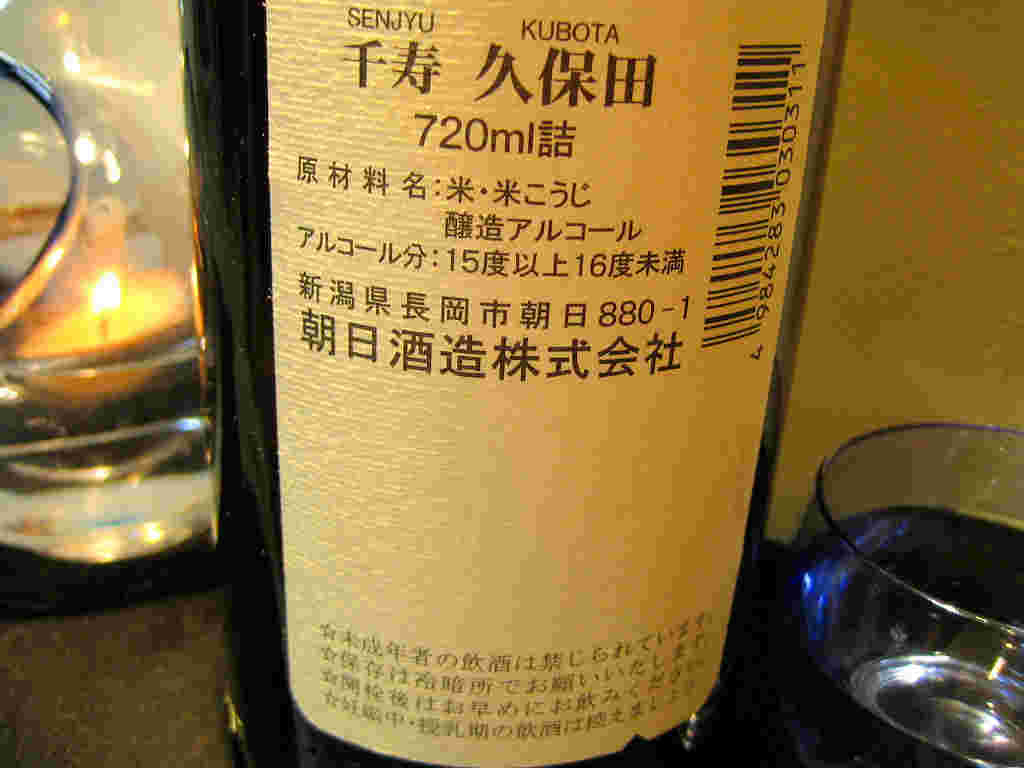 SENJYU KUBOTA
千寿 久保田
720ml詰
原材料名:米・米こうじ
醸造アルコール
アルコール分:15度以上16度未満
新潟県長岡市朝日880-1
朝日酒造株式会社
4 984283 030311
☆未成年者の飲酒は禁じられています。
☆保存は冷暗所でお願いいたします。
☆開栓後はお早めにお飲みください。
☆妊娠中・授乳期の飲酒は控えましょう。